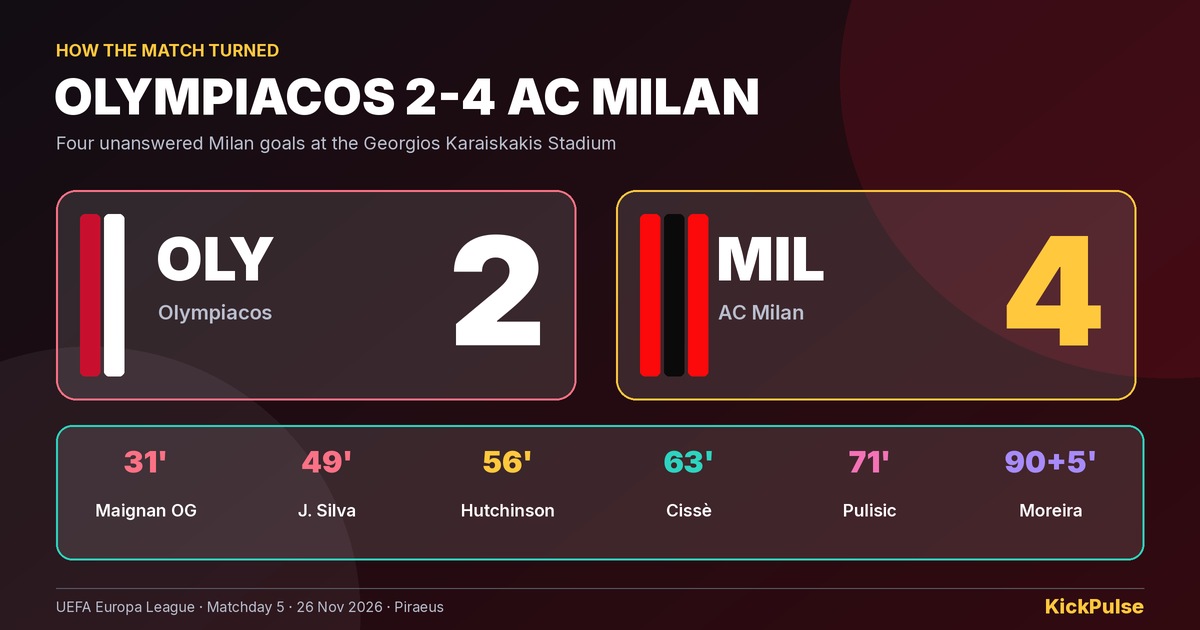 HOW THE MATCH TURNED
OLYMPIACOS 2-4 AC MILAN
Four unanswered Milan goals at the Georgios Karaiskakis Stadium
OLY
Olympiacos
2
MIL
AC Milan
4
31' 49' 56' 63' 71' 90+5'
Maignan OG J. Silva Hutchinson Cissè Pulisic Moreira
UEFA Europa League · Matchday 5 · 26 Nov 2026 · Piraeus
KickPulse